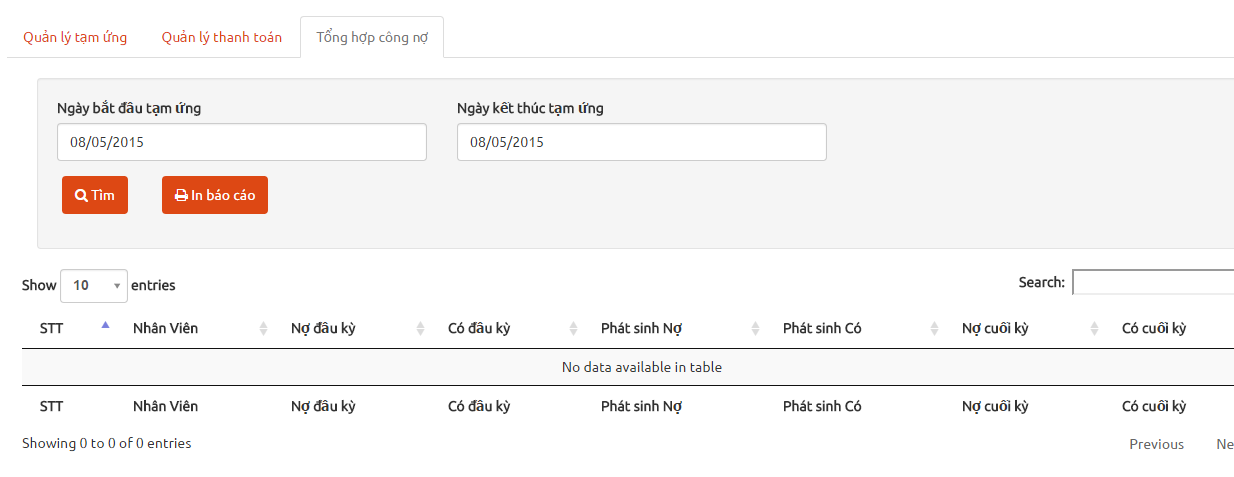 Quản lý tạm ứng Quản lý thanh toán Tổng hợp công nợ
Ngày bắt đầu tạm ứng Ngày kết thúc tạm ứng
08/05/2015 08/05/2015
Tìm In báo cáo
Show 10 entries Search:
STT Nhân Viên Nợ đầu kỳ Có đầu kỳ Phát sinh Nợ Phát sinh Có Nợ cuối kỳ Có cuối kỳ
No data available in table
STT Nhân Viên Nợ đầu kỳ Có đầu kỳ Phát sinh Nợ Phát sinh Có Nợ cuối kỳ Có cuối kỳ
Showing 0 to 0 of 0 entries Previous Ne